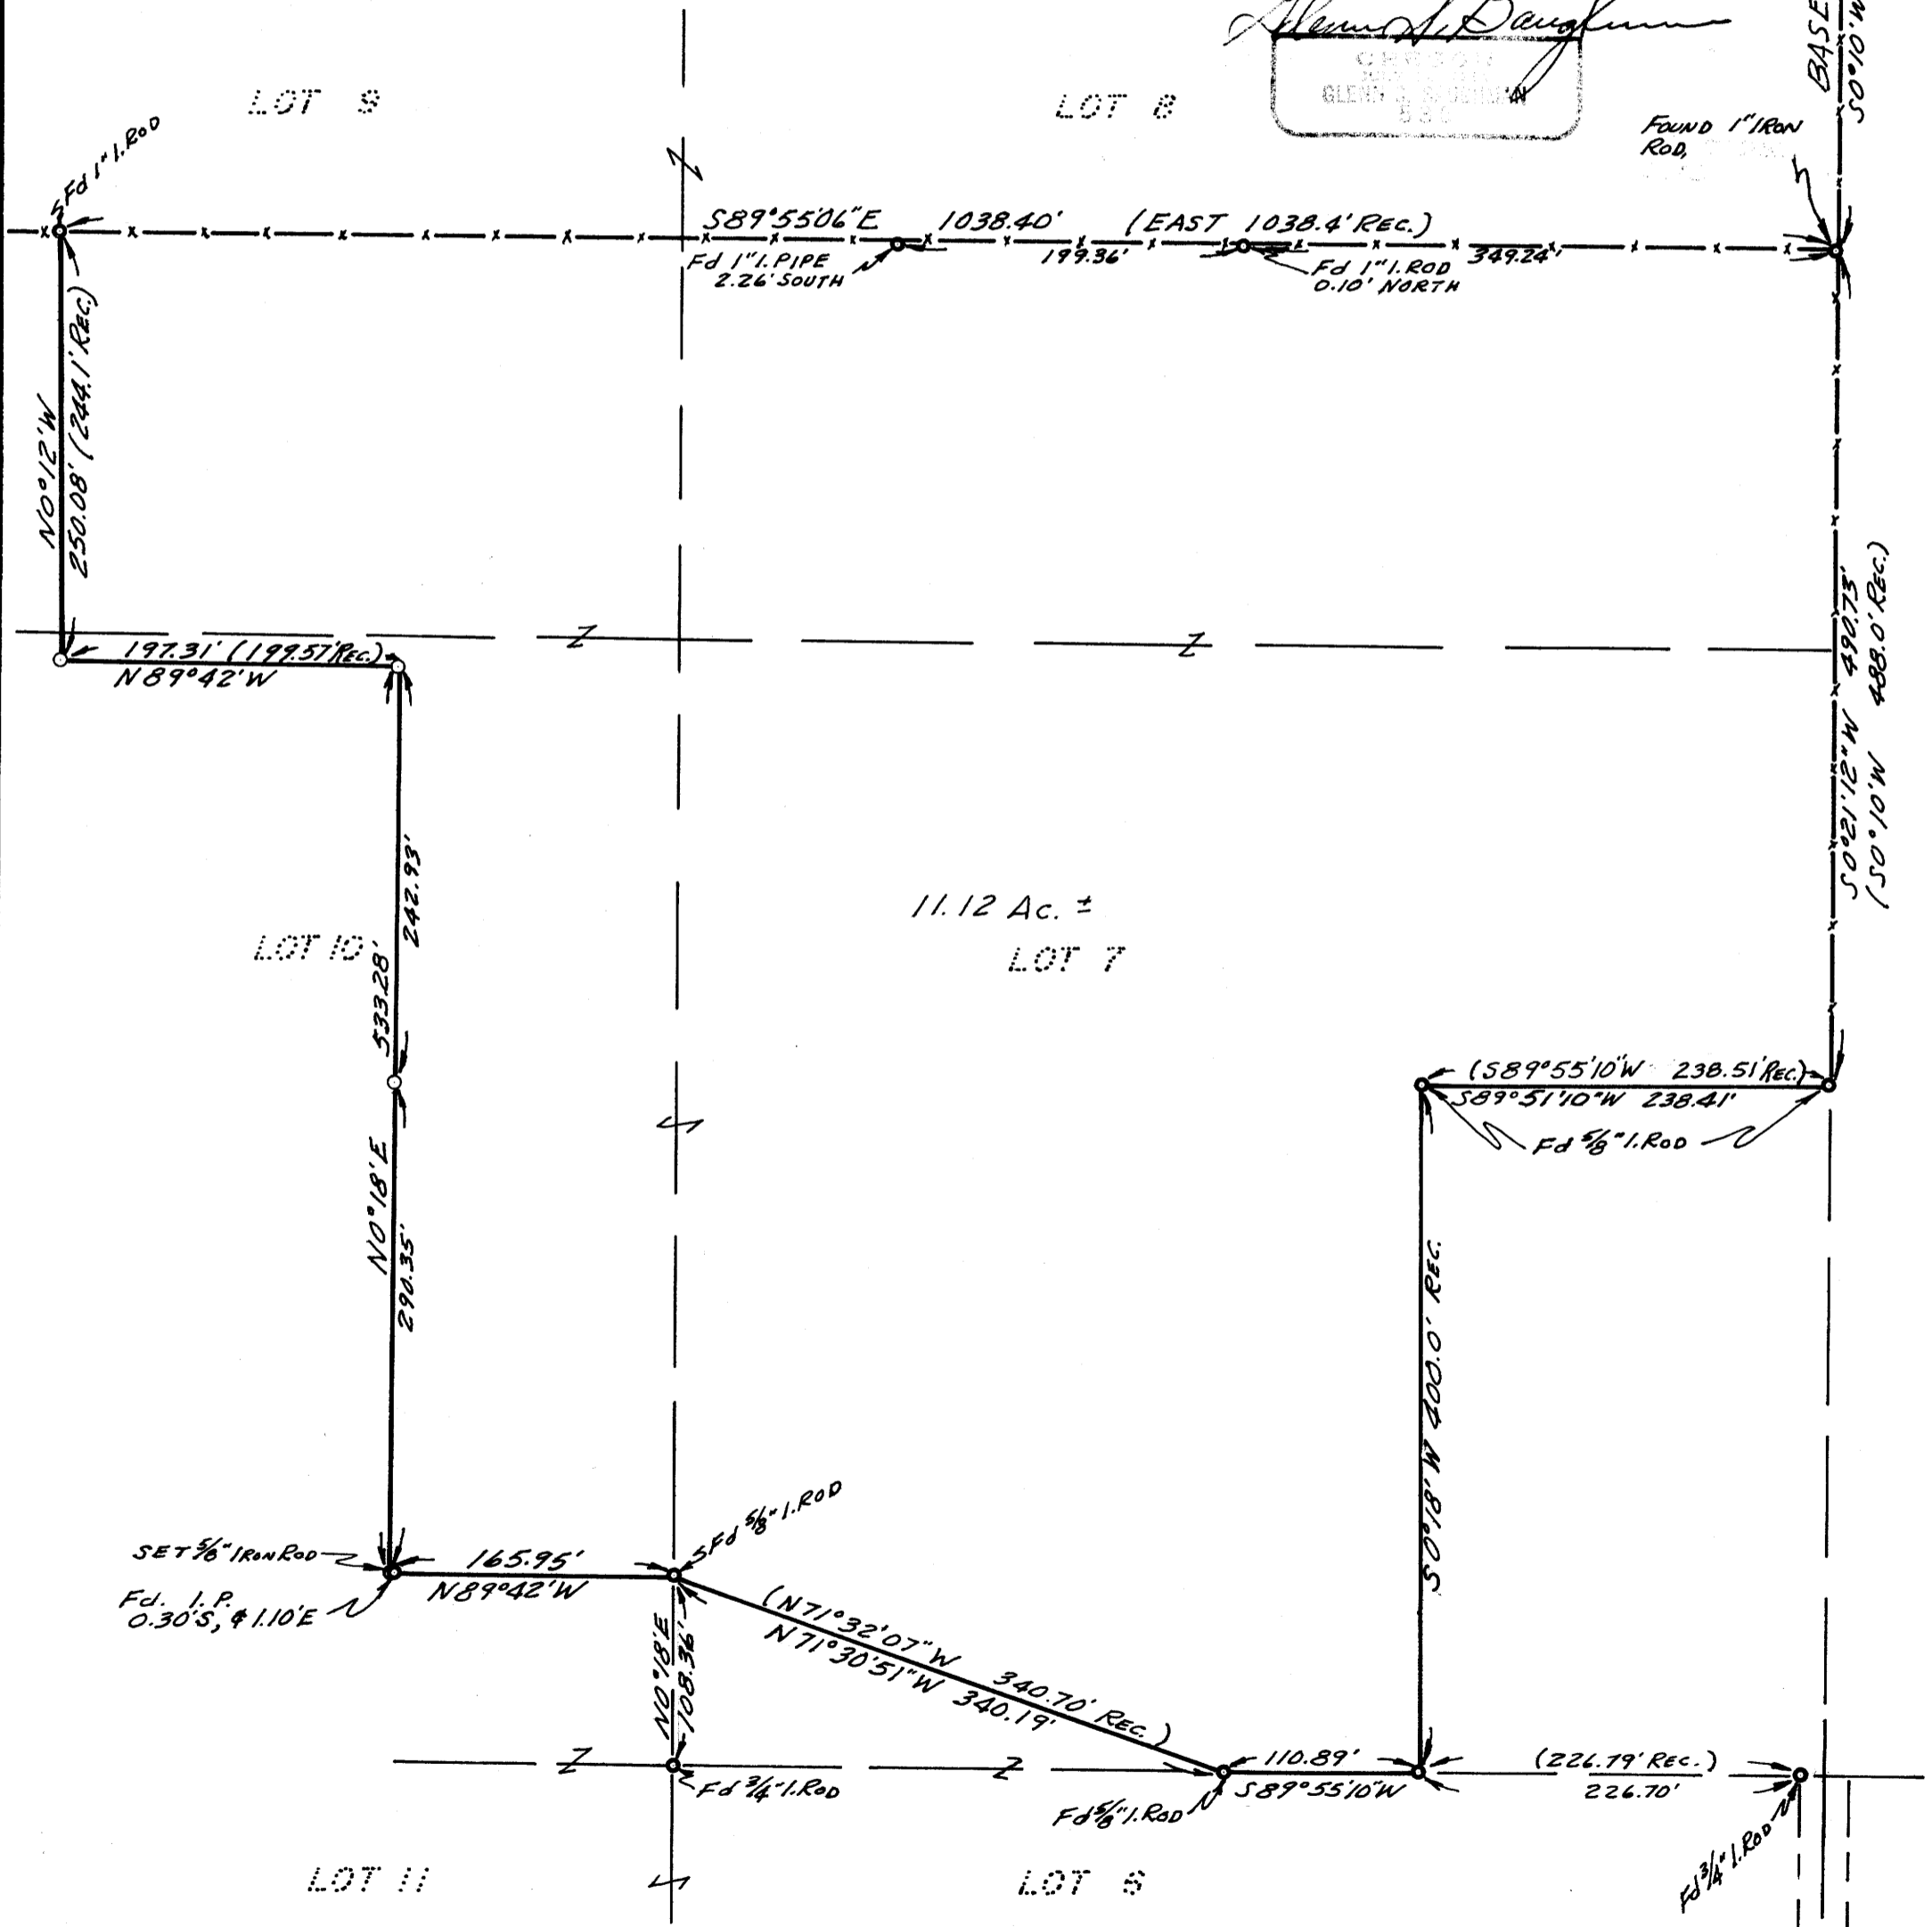 BASE
S0°10'W
LOT 9
LOT 8
Fd 1" I. ROD
FOUND 1" IRON
ROD,
S89°55'06"E 1038.40' (EAST 1038.4' REC.)
Fd 1" I. PIPE
2.26' SOUTH
199.36'
Fd 1" I. ROD
0.10' NORTH
349.24'
N0°12'W
250.08' (244.1' REC.)
197.31' (199.57' REC.)
N89°42'W
S0°21'12"W 490.73'
(S0°10'W 488.0' REC.)
242.93'
533.28'
LOT 10
11.12 Ac. ±
LOT 7
N0°18'E
290.35'
(S89°55'10"W 238.51' REC.)
S89°51'10"W 238.41'
Fd 5/8" I. ROD
S0°18'W 400.0' REC.
SET 5/8" IRON ROD
Fd. I. P.
0.30'S, & 1.10'E
165.95'
N89°42'W
Fd 5/8" I. ROD
N0°18'E
108.36'
(N71°32'07"W 340.70' REC.)
N71°30'51"W 340.19'
Fd 3/4" I. ROD
Fd 5/8" I. ROD
110.89'
S89°55'10"W
(226.79' REC.)
226.70'
Fd 3/4" I. ROD
LOT 11
LOT 6